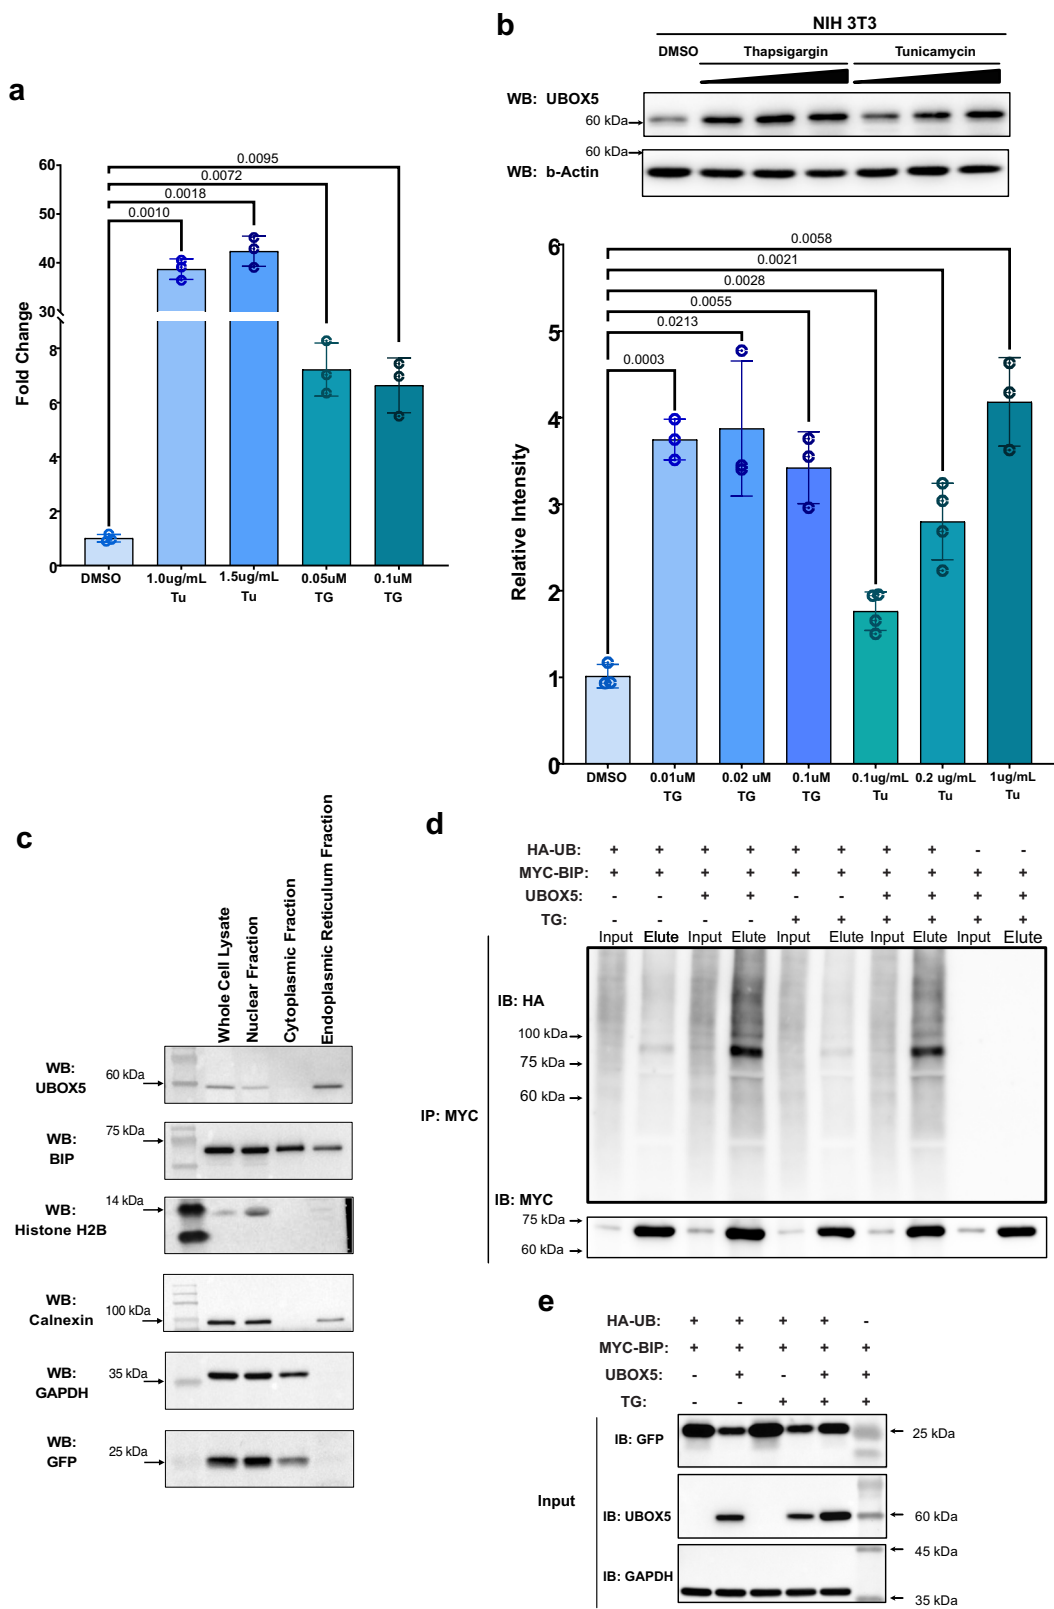 a
60
50
40
30
8
6
4
2
0
Fold Change
0.0095
0.0072
0.0018
0.0010
DMSO
1.0ug/mL
Tu
1.5ug/mL
Tu
0.05uM
TG
0.1uM
TG
b
NIH 3T3
DMSO Thapsigargin Tunicamycin
WB: UBOX5
60 kDa
60 kDa
WB: b-Actin
6
5
4
3
2
1
0
Relative Intensity
0.0058
0.0021
0.0028
0.0055
0.0213
0.0003
DMSO
0.01uM
TG
0.02 uM
TG
0.1uM
TG
0.1ug/mL
Tu
0.2 ug/mL
Tu
1ug/mL
Tu
c
Whole Cell Lysate
Nuclear Fraction
Cytoplasmic Fraction
Endoplasmic Reticulum Fraction
WB:
UBOX5
60 kDa
WB:
BIP
75 kDa
WB:
Histone H2B
14 kDa
WB:
Calnexin
100 kDa
WB:
GAPDH
35 kDa
WB:
GFP
25 kDa
d
HA-UB: + + + + + + + + - -
MYC-BIP: + + + + + + + + + +
UBOX5: - - + + - - + + + +
TG: - - - - + + + + + +
Input Elute Input Elute Input Elute Input Elute Input Elute
IP: MYC
IB: HA
100 kDa
75 kDa
60 kDa
IB: MYC
75 kDa
60 kDa
e
HA-UB: + + + + -
MYC-BIP: + + + + +
UBOX5: - + - + +
TG: - - + + +
Input
IB: GFP
25 kDa
IB: UBOX5
60 kDa
45 kDa
IB: GAPDH
35 kDa